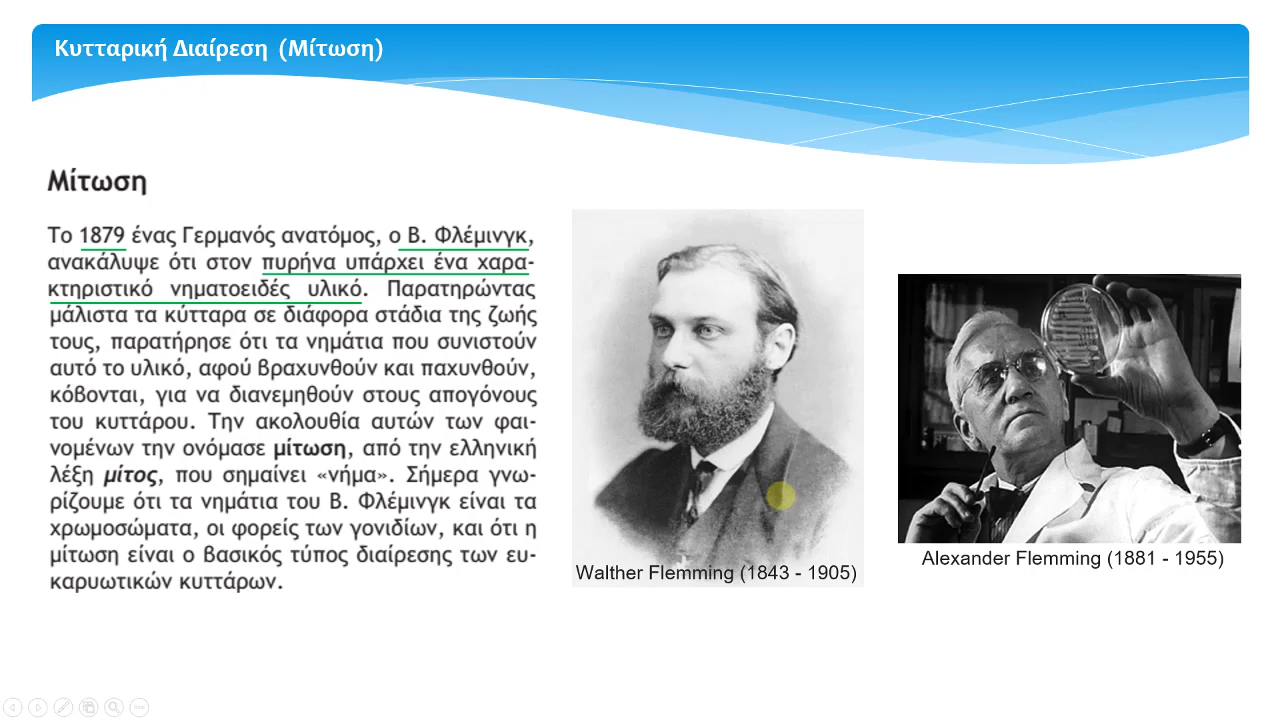 Κυτταρική Διαίρεση (Μίτωση)
Μίτωση
Το 1879 ένας Γερμανός ανατόμος, ο Β. Φλέμινγκ,
ανακάλυψε ότι στον πυρήνα υπάρχει ένα χαρα-
κτηριστικό νηματοειδές υλικό. Παρατηρώντας
μάλιστα τα κύτταρα σε διάφορα στάδια της ζωής
τους, παρατήρησε ότι τα νημάτια που συνιστούν
αυτό το υλικό, αφού βραχυνθούν και παχυνθούν,
κόβονται, για να διανεμηθούν στους απογόνους
του κυττάρου. Την ακολουθία αυτών των φαι-
νομένων την ονόμασε μίτωση, από την ελληνική
λέξη μίτος, που σημαίνει «νήμα». Σήμερα γνω-
ρίζουμε ότι τα νημάτια του Β. Φλέμινγκ είναι τα
χρωμοσώματα, οι φορείς των γονιδίων, και ότι η
μίτωση είναι ο βασικός τύπος διαίρεσης των ευ-
καρυωτικών κυττάρων.
Walther Flemming (1843 - 1905)
Alexander Flemming (1881 - 1955)